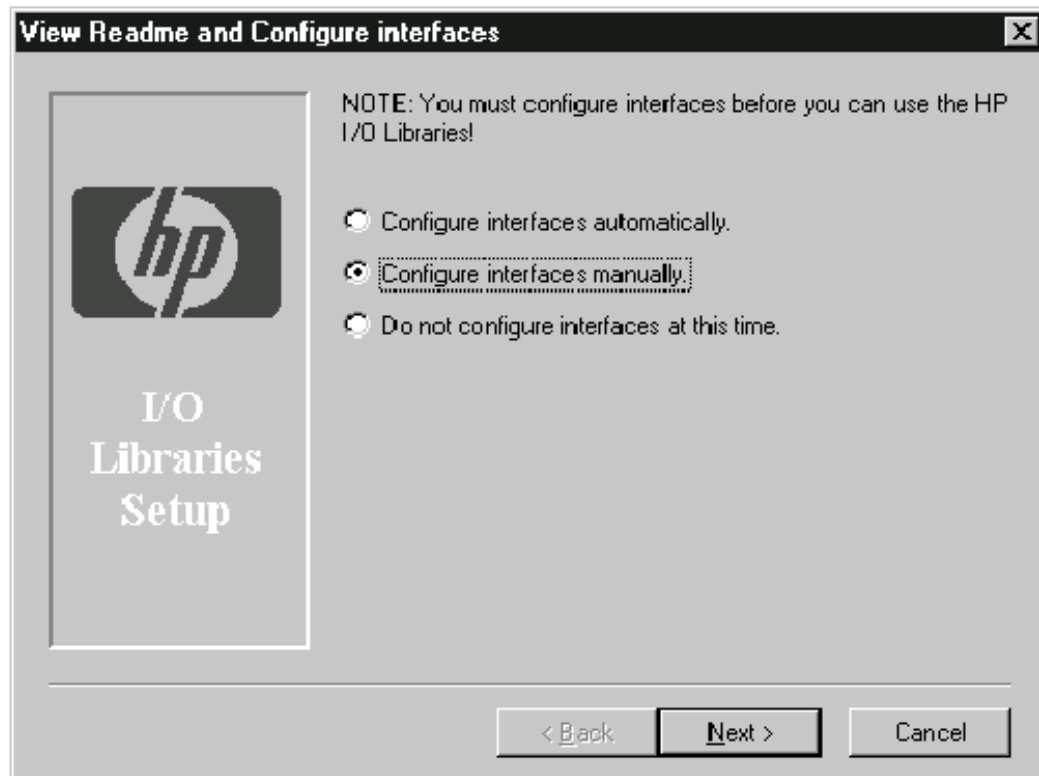 View Readme and Configure interfaces
NOTE: You must configure interfaces before you can use the HP
I/O Libraries!
Configure interfaces automatically.
Configure interfaces manually.
Do not configure interfaces at this time.
hp
I/O
Libraries
Setup
< Back
Next >
Cancel